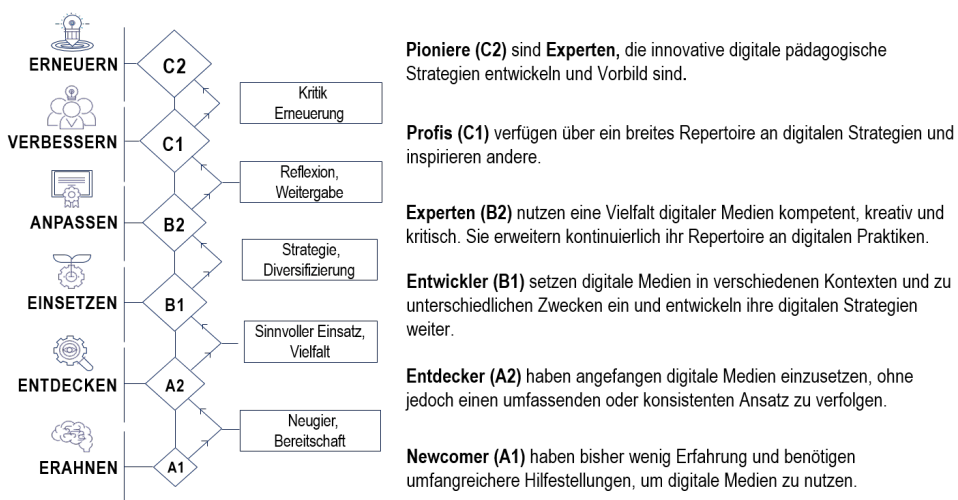 ERNEUERN
C2
Kritik
Erneuerung
Pioniere (C2) sind Experten, die innovative digitale pädagogische
Strategien entwickeln und Vorbild sind.
VERBESSERN
C1
Reflexion,
Weitergabe
Profis (C1) verfügen über ein breites Repertoire an digitalen Strategien und
inspirieren andere.
ANPASSEN
B2
Strategie,
Diversifizierung
Experten (B2) nutzen eine Vielfalt digitaler Medien kompetent, kreativ und
kritisch. Sie erweitern kontinuierlich ihr Repertoire an digitalen Praktiken.
EINSETZEN
B1
Sinnvoller Einsatz,
Vielfalt
Entwickler (B1) setzen digitale Medien in verschiedenen Kontexten und zu
unterschiedlichen Zwecken ein und entwickeln ihre digitalen Strategien
weiter.
ENTDECKEN
A2
Neugier,
Bereitschaft
Entdecker (A2) haben angefangen digitale Medien einzusetzen, ohne
jedoch einen umfassenden oder konsistenten Ansatz zu verfolgen.
ERAHNEN
A1
Newcomer (A1) haben bisher wenig Erfahrung und benötigen
umfangreichere Hilfestellungen, um digitale Medien zu nutzen.